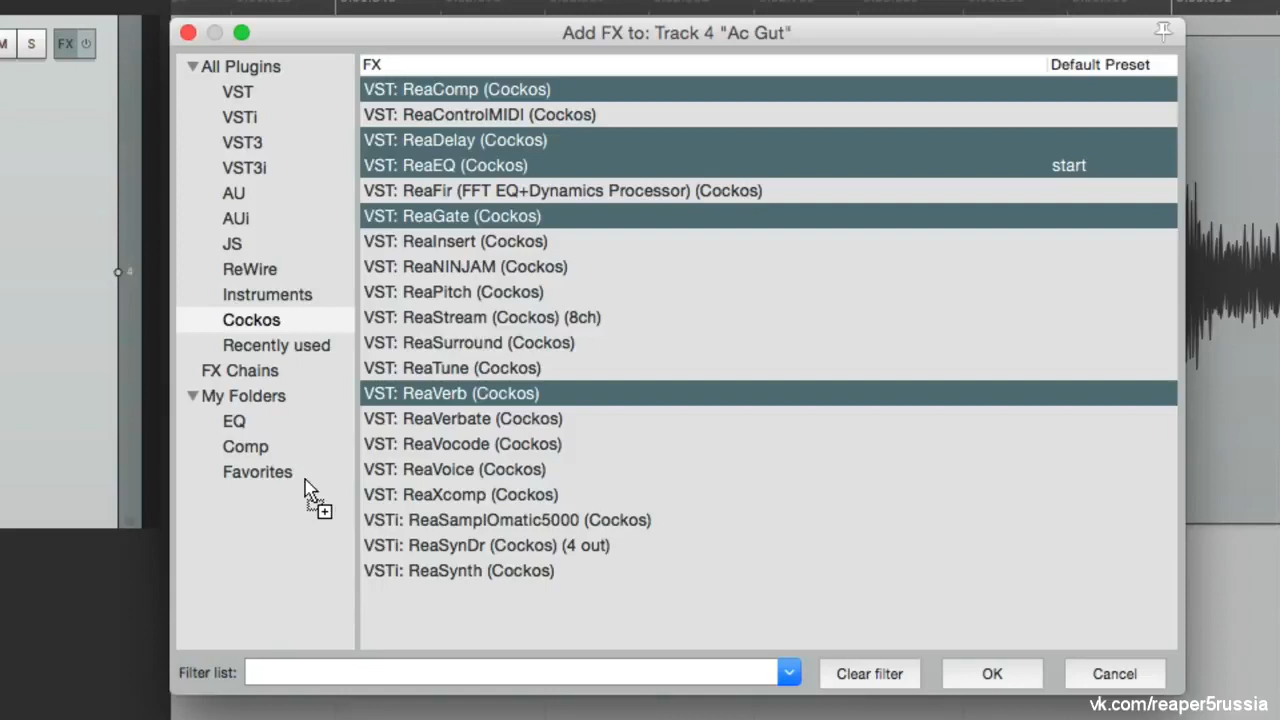 Add FX to: Track 4 "Ac Gut"
M S FX
All Plugins
VST
VSTi
VST3
VST3i
AU
AUi
JS
ReWire
Instruments
Cockos
Recently used
FX Chains
My Folders
EQ
Comp
Favorites
4
FX Default Preset
VST: ReaComp (Cockos)
VST: ReaControlMIDI (Cockos)
VST: ReaDelay (Cockos)
VST: ReaEQ (Cockos) start
VST: ReaFir (FFT EQ+Dynamics Processor) (Cockos)
VST: ReaGate (Cockos)
VST: ReaInsert (Cockos)
VST: ReaNINJAM (Cockos)
VST: ReaPitch (Cockos)
VST: ReaStream (Cockos) (8ch)
VST: ReaSurround (Cockos)
VST: ReaTune (Cockos)
VST: ReaVerb (Cockos)
VST: ReaVerbate (Cockos)
VST: ReaVocode (Cockos)
VST: ReaVoice (Cockos)
VST: ReaXcomp (Cockos)
VSTi: ReaSamplOmatic5000 (Cockos)
VSTi: ReaSynDr (Cockos) (4 out)
VSTi: ReaSynth (Cockos)
Filter list: Clear filter OK Cancel
vk.com/reaper5russia